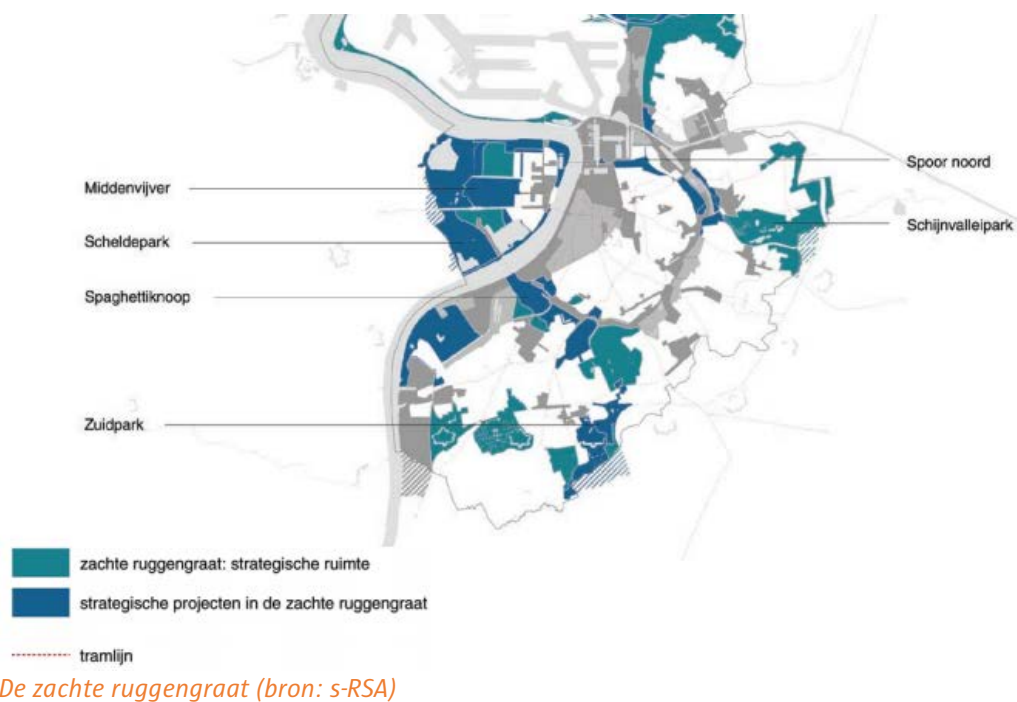 Spoor noord
Middenvijver
Schijnvalleipark
Scheldepark
Spaghettiknoop
Zuidpark
zachte ruggengraat: strategische ruimte
strategische projecten in de zachte ruggengraat
tramlijn
De zachte ruggengraat (bron: s-RSA)